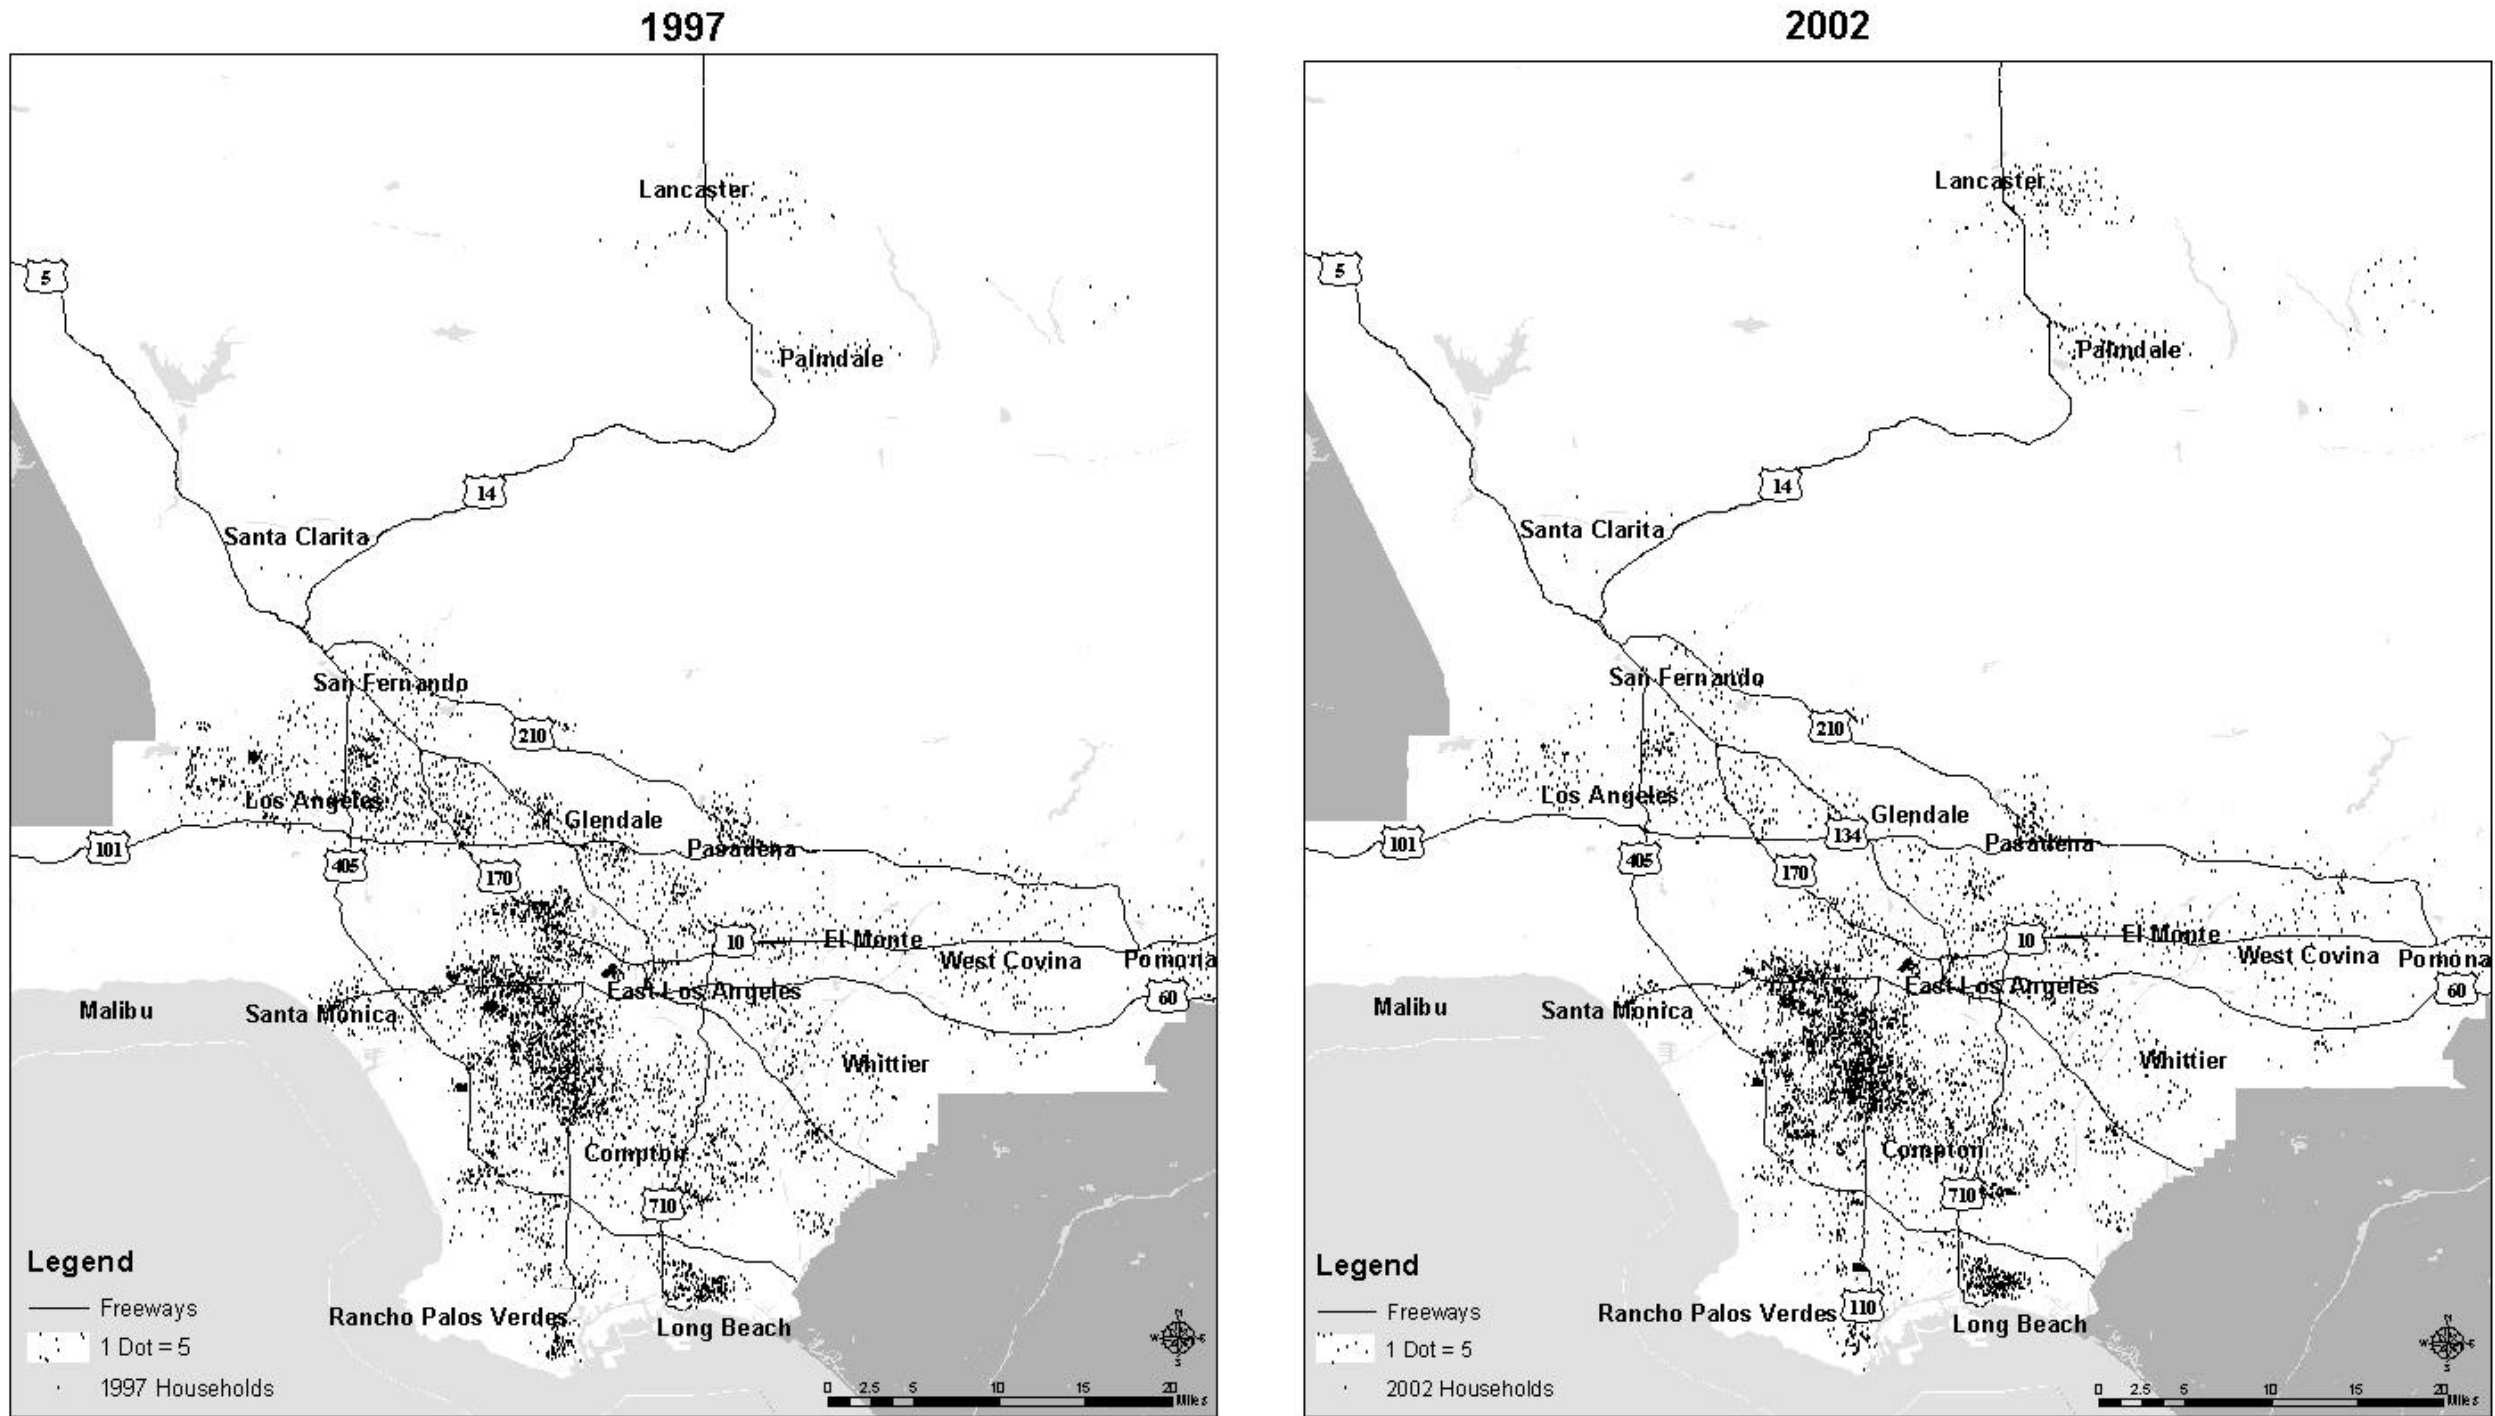 1997
Lancaster
5
Palmdale
14
Santa Clarita
San Fernando
210
Los Angeles
Glendale
Pasadena
101
405
170
10
El Monte
West Covina
Pomona
East Los Angeles
60
Malibu
Santa Monica
Whittier
Compton
710
Rancho Palos Verdes
Long Beach
Legend
Freeways
1 Dot = 5
1997 Households
N
W E
S
0 2.5 5 10 15 20
Miles
2002
Lancaster
5
Palmdale
14
Santa Clarita
San Fernando
210
Los Angeles
Glendale
134
Pasadena
101
405
170
10
El Monte
West Covina
Pomona
East Los Angeles
60
Malibu
Santa Monica
Whittier
Compton
710
110
Rancho Palos Verdes
Long Beach
Legend
Freeways
1 Dot = 5
2002 Households
N
W E
S
0 2.5 5 10 15 20
Miles